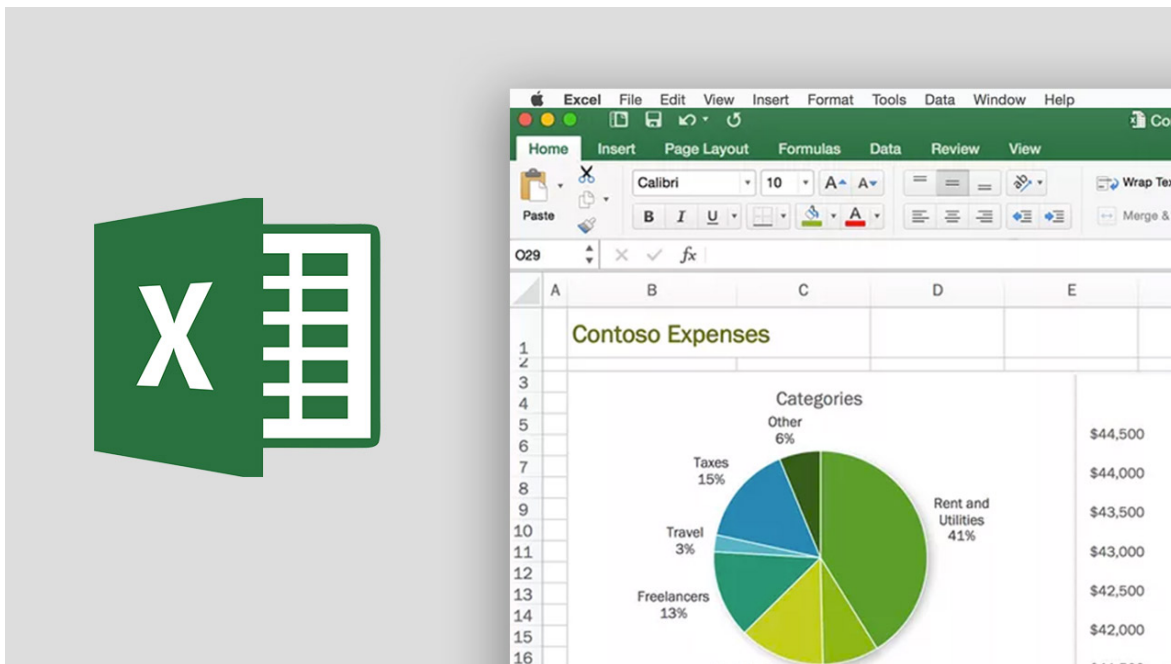 X
Excel File Edit View Insert Format Tools Data Window Help
Home Insert Page Layout Formulas Data Review View
Calibri 10 A A Wrap
Paste B I U A Merge &
O29 fx
A B C D E
1 Contoso Expenses
2
3
4 Categories
5 Other
6 6% $44,500
7 Taxes
15% $44,000
8
9 Rent and
Utilities $43,500
10 Travel 41%
11 3% $43,000
12
13 Freelancers $42,500
14 13%
15 $42,000
16